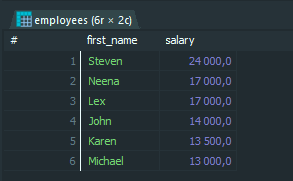 employees (6r × 2c)
# first_name salary
1 Steven 24 000,0
2 Neena 17 000,0
3 Lex 17 000,0
4 John 14 000,0
5 Karen 13 500,0
6 Michael 13 000,0